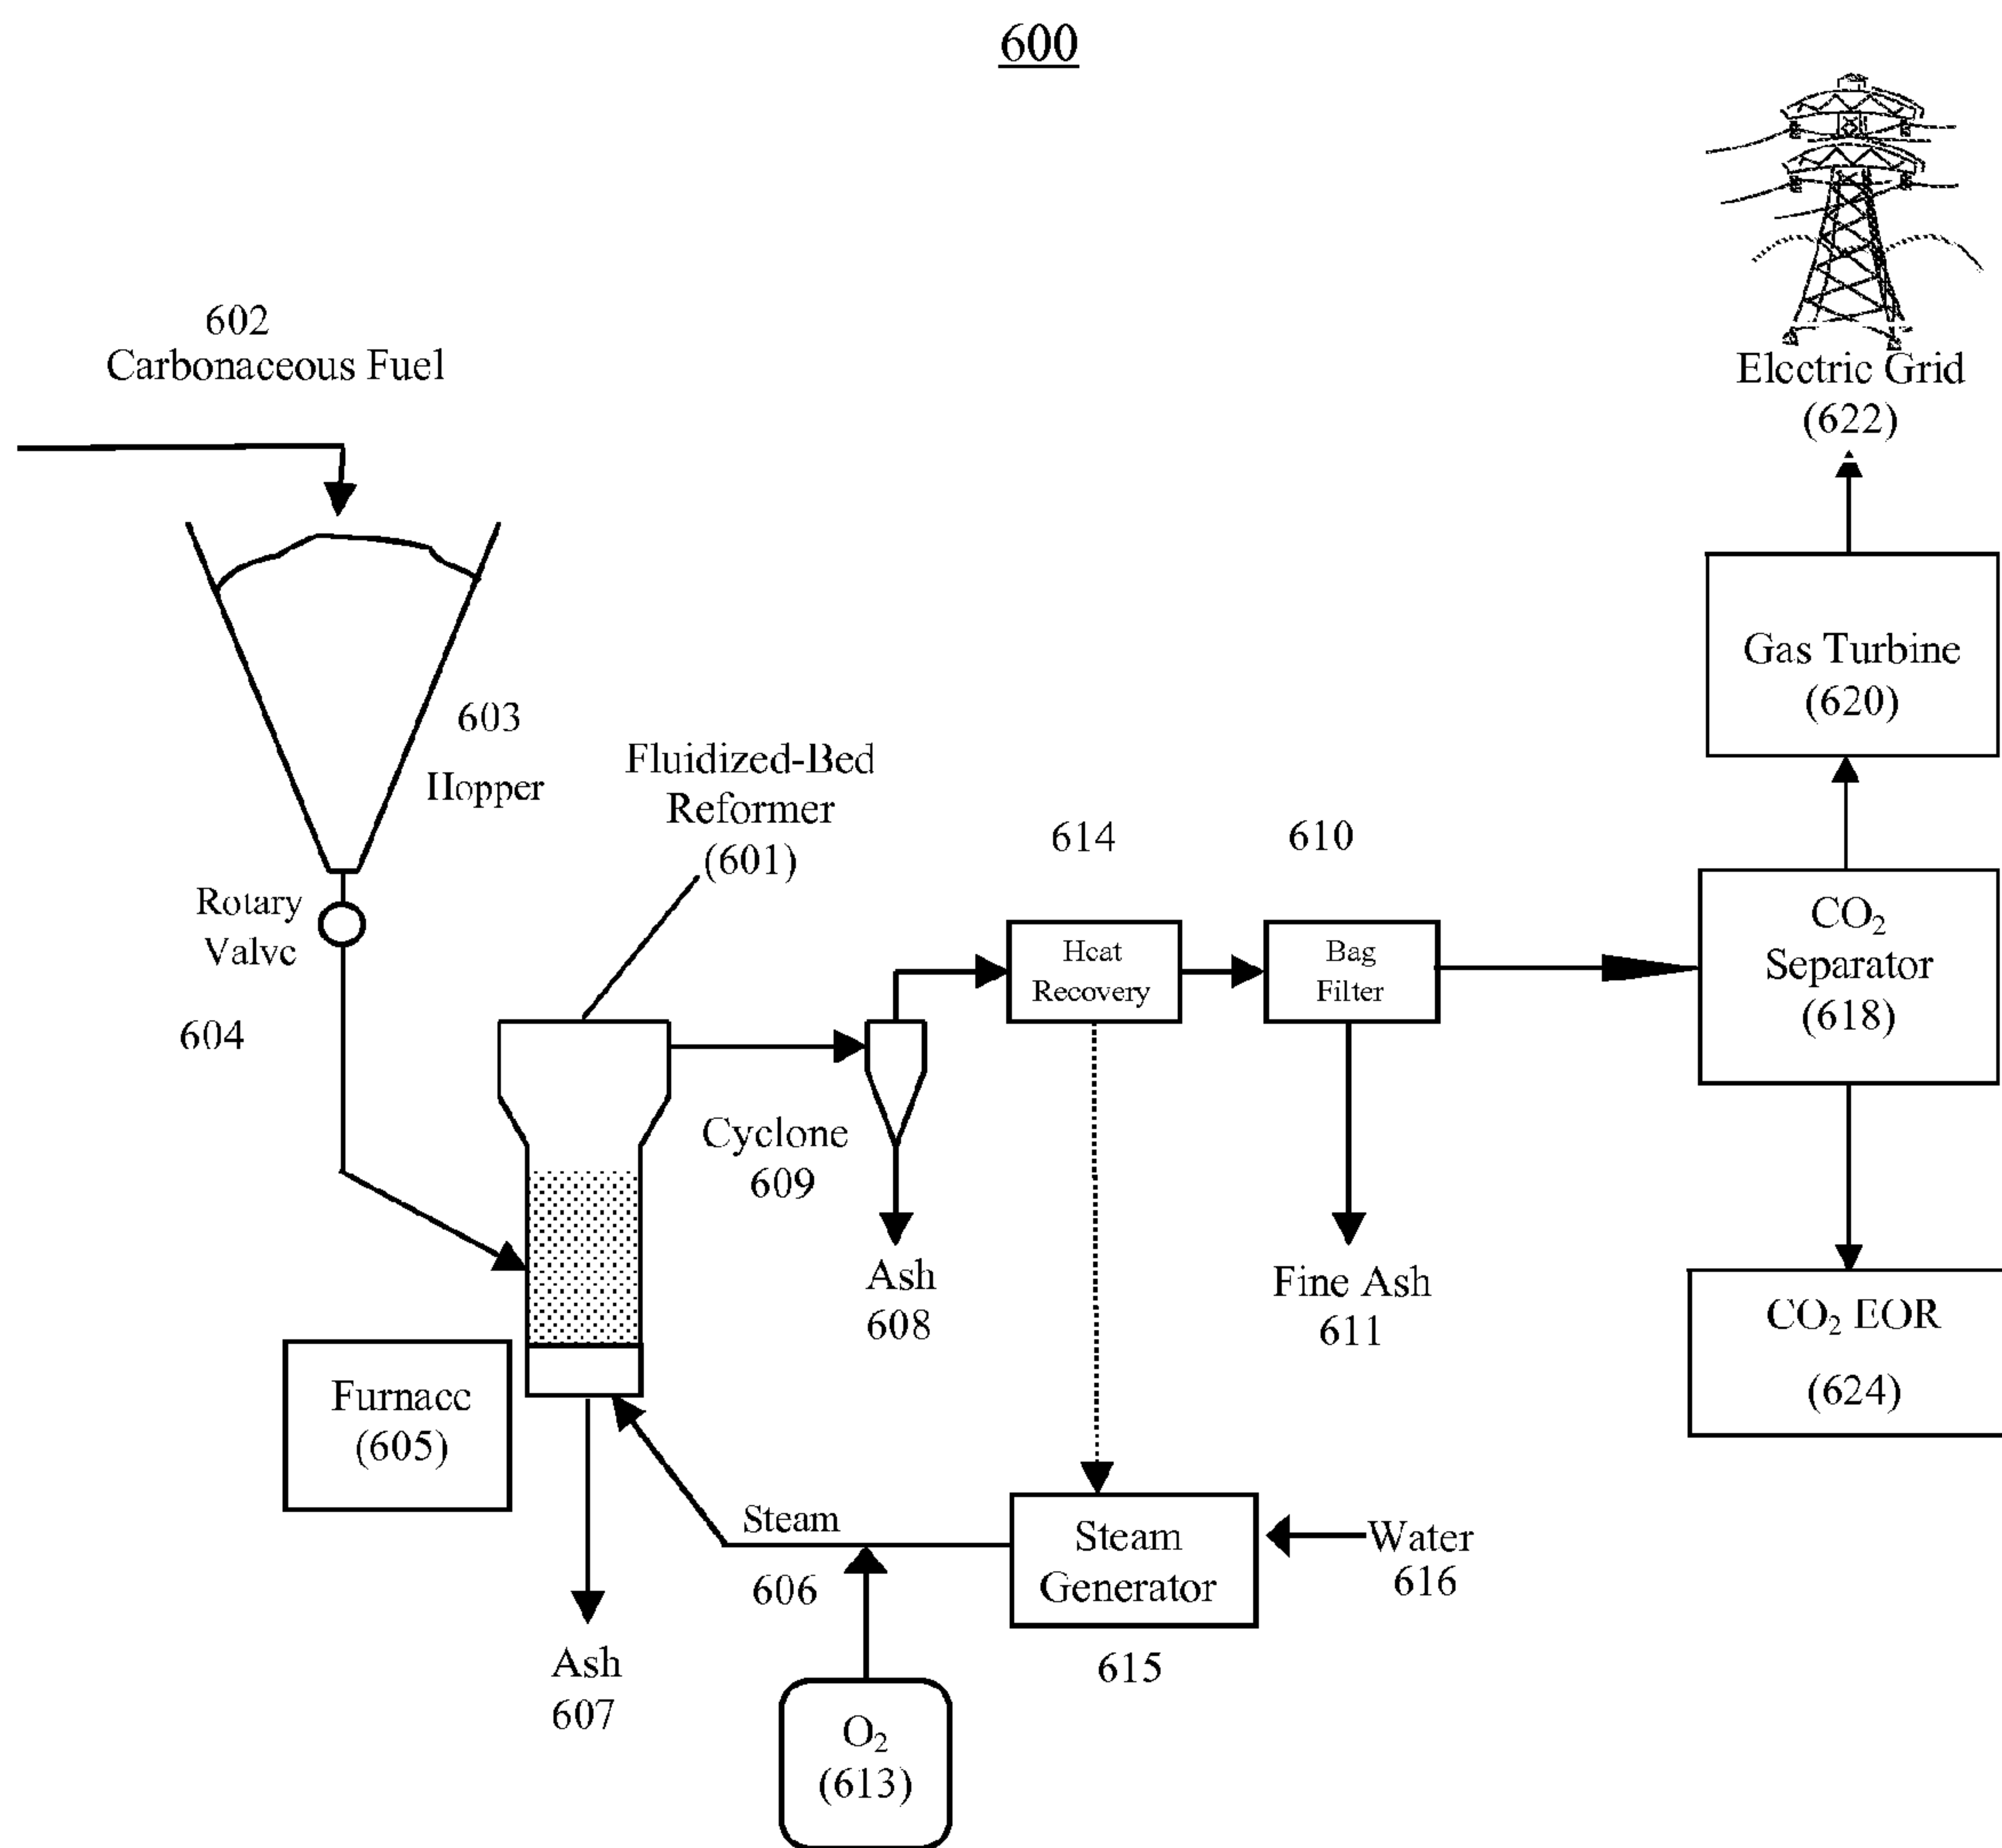 600
602
Carbonaceous Fuel
Electric Grid
(622)
Gas Turbine
(620)
603
Hopper
Fluidized-Bed
Reformer
(601)
614
610
Rotary
Valve
604
Heat
Recovery
Bag
Filter
CO₂
Separator
(618)
Cyclone
609
Ash
608
Fine Ash
611
CO₂ EOR
(624)
Furnace
(605)
Steam
606
Steam
Generator
615
Water
616
Ash
607
O₂
(613)